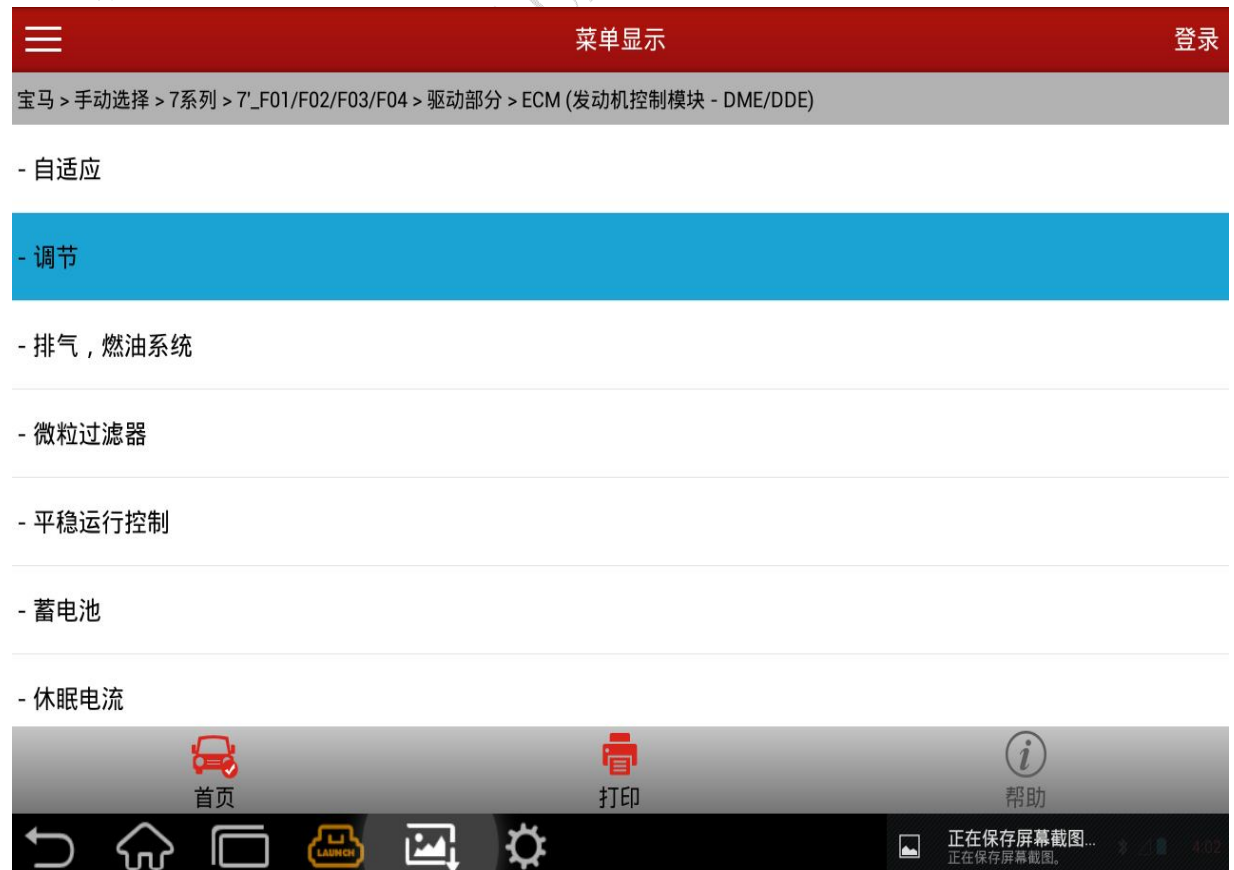 菜单显示
登录
宝马 > 手动选择 > 7系列 > 7'_F01/F02/F03/F04 > 驱动部分 > ECM (发动机控制模块 - DME/DDE)
- 自适应
- 调节
- 排气，燃油系统
- 微粒过滤器
- 平稳运行控制
- 蓄电池
- 休眠电流
首页
打印
帮助
LAUNCH
正在保存屏幕截图...
正在保存屏幕截图。
4:02